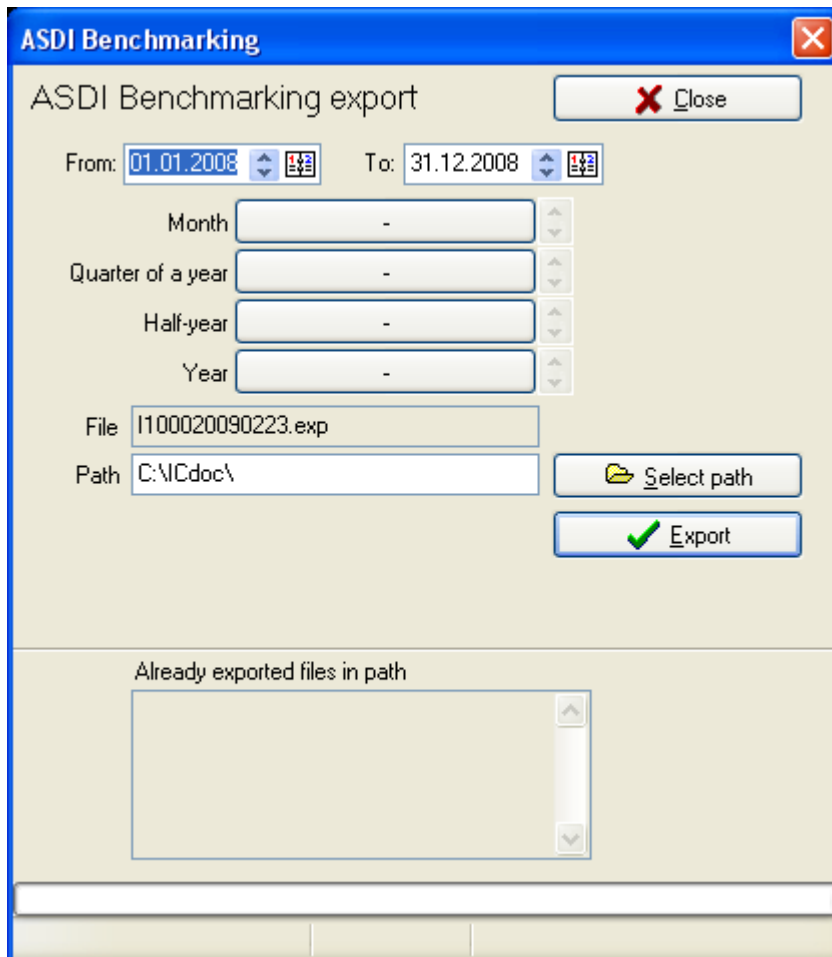 ASDI Benchmarking
ASDI Benchmarking export
Close
From: 01.01.2008 To: 31.12.2008
Month -
Quarter of a year -
Half-year -
Year -
File I100020090223.exp
Path C:\ICdoc\ Select path
Export
Already exported files in path